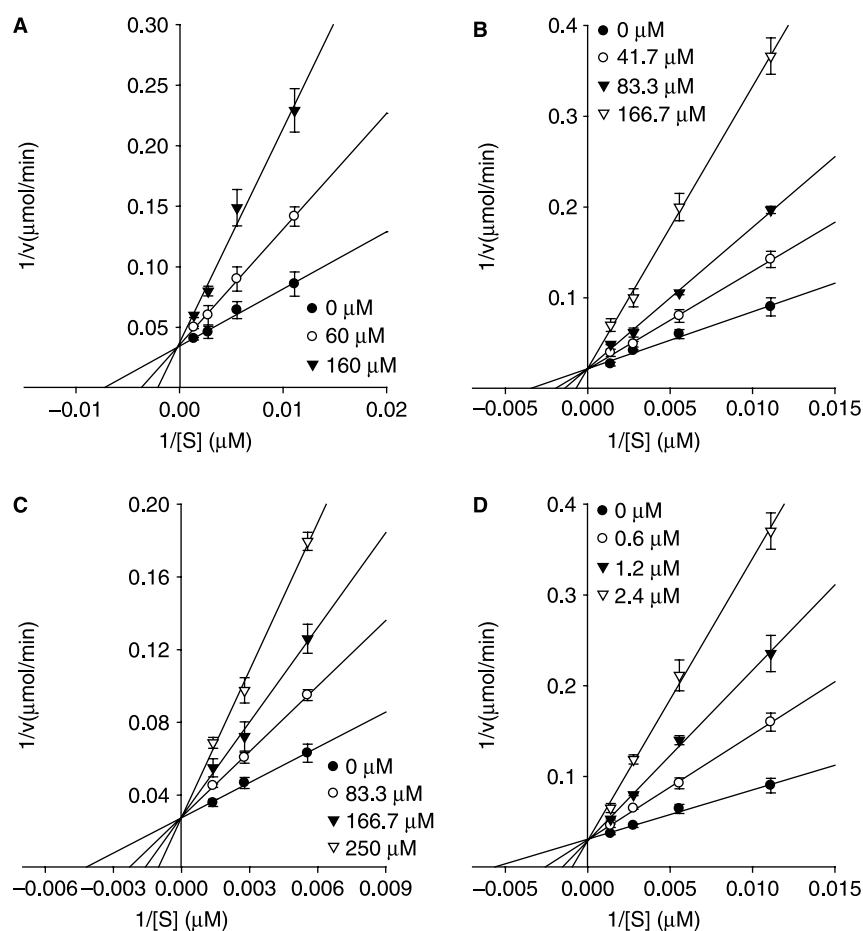 A
0.30
0.25
0.20
0.15
0.10
0.05
1/v(μmol/min)
0 μM
60 μM
160 μM
−0.01 0.00 0.01 0.02
1/[S] (μM)
B
0.4
0.3
0.2
0.1
1/v(μmol/min)
0 μM
41.7 μM
83.3 μM
166.7 μM
−0.005 0.000 0.005 0.010 0.015
1/[S] (μM)
C
0.20
0.16
0.12
0.08
0.04
1/v(μmol/min)
0 μM
83.3 μM
166.7 μM
250 μM
−0.006 −0.003 0.000 0.003 0.006 0.009
1/[S] (μM)
D
0.4
0.3
0.2
0.1
1/v(μmol/min)
0 μM
0.6 μM
1.2 μM
2.4 μM
−0.005 0.000 0.005 0.010 0.015
1/[S] (μM)